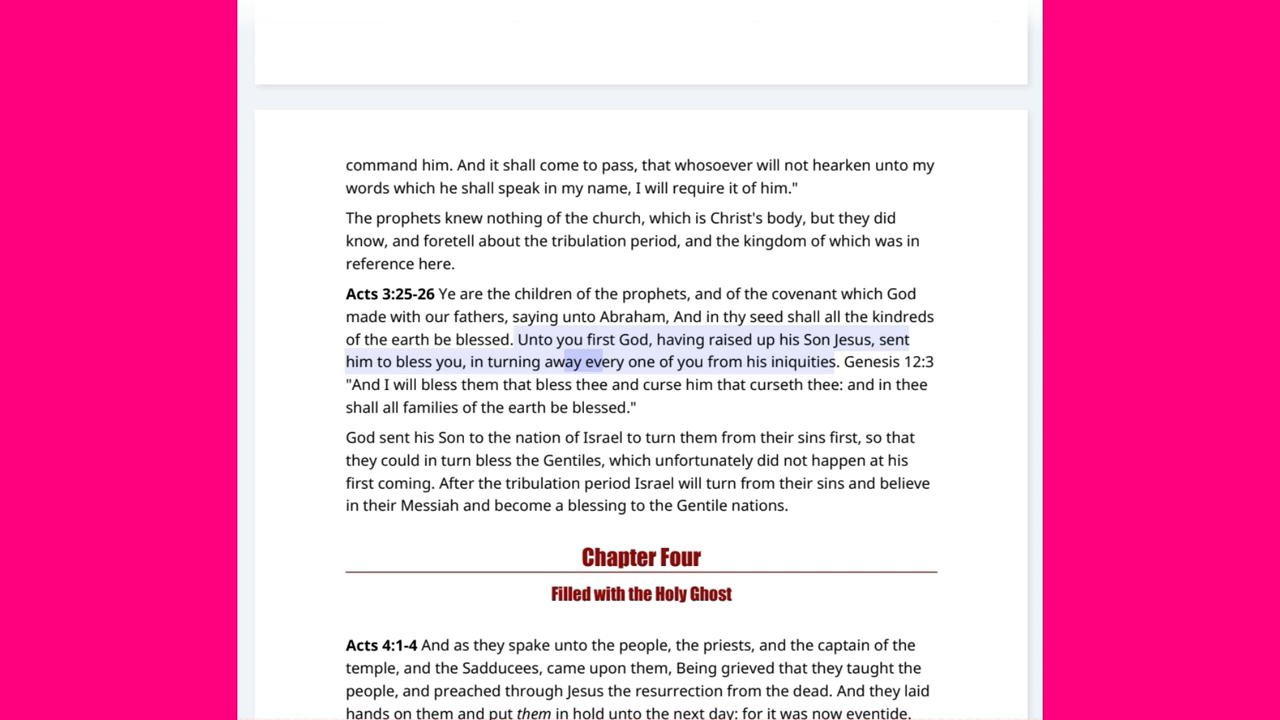 command him. And it shall come to pass, that whosoever will not hearken unto my
words which he shall speak in my name, I will require it of him."
The prophets knew nothing of the church, which is Christ's body, but they did
know, and foretell about the tribulation period, and the kingdom of which was in
reference here.
Acts 3:25-26 Ye are the children of the prophets, and of the covenant which God
made with our fathers, saying unto Abraham, And in thy seed shall all the kindreds
of the earth be blessed. Unto you first God, having raised up his Son Jesus, sent
him to bless you, in turning away every one of you from his iniquities. Genesis 12:3
"And I will bless them that bless thee and curse him that curseth thee: and in thee
shall all families of the earth be blessed."
God sent his Son to the nation of Israel to turn them from their sins first, so that
they could in turn bless the Gentiles, which unfortunately did not happen at his
first coming. After the tribulation period Israel will turn from their sins and believe
in their Messiah and become a blessing to the Gentile nations.
Chapter Four
Filled with the Holy Ghost
Acts 4:1-4 And as they spake unto the people, the priests, and the captain of the
temple, and the Sadducees, came upon them, Being grieved that they taught the
people, and preached through Jesus the resurrection from the dead. And they laid
hands on them and put them in hold unto the next day: for it was now eventide.